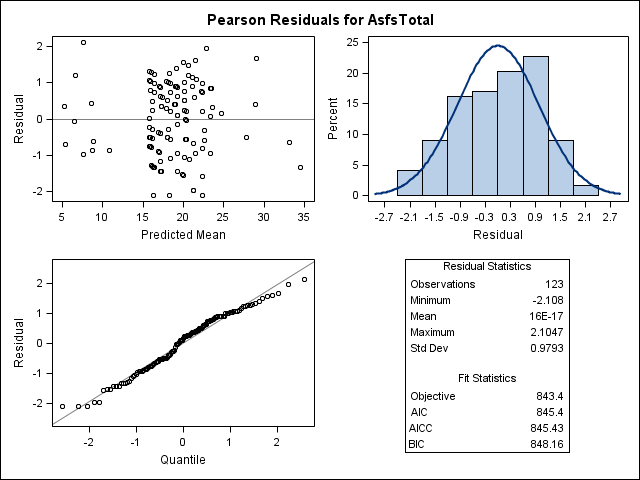 Pearson Residuals for AsfsTotal
2
1
0
-1
-2
Residual
5 10 15 20 25 30 35
Predicted Mean
25
20
15
10
5
0
Percent
-2.7 -2.1 -1.5 -0.9 -0.3 0.3 0.9 1.5 2.1 2.7
Residual
2
1
0
-1
-2
Residual
-2 -1 0 1 2
Quantile
Residual Statistics
Observations 123
Minimum -2.108
Mean 16E-17
Maximum 2.1047
Std Dev 0.9793
Fit Statistics
Objective 843.4
AIC 845.4
AICC 845.43
BIC 848.16